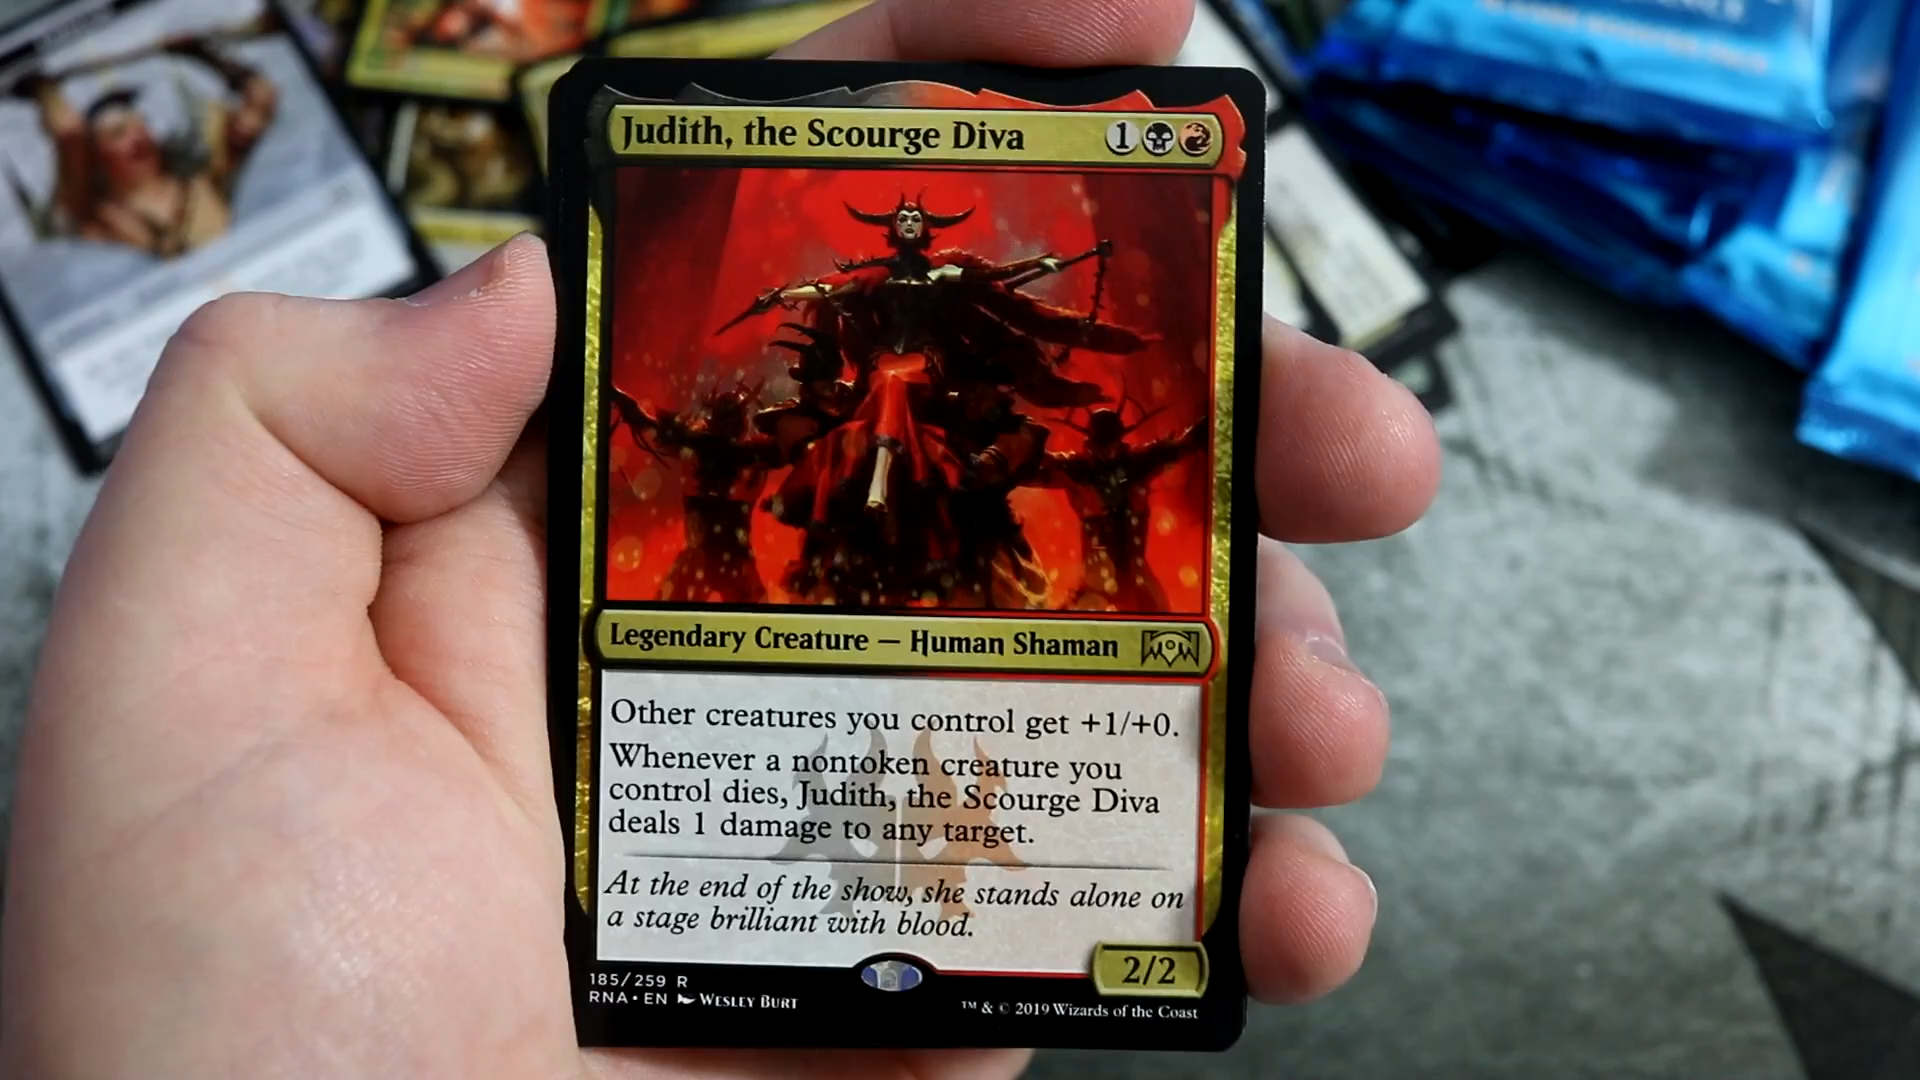 Judith, the Scourge Diva 1
Legendary Creature — Human Shaman
Other creatures you control get +1/+0.
Whenever a nontoken creature you
control dies, Judith, the Scourge Diva
deals 1 damage to any target.
At the end of the show, she stands alone on
a stage brilliant with blood.
2/2
185/259 R
RNA • EN Wesley Burt
™ & © 2019 Wizards of the Coast